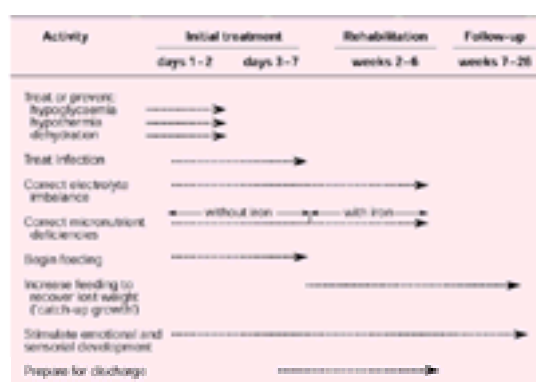 Activity Initial treatment Rehabilitation Follow-up
days 1-2 days 3-7 weeks 2-6 weeks 7-26
Treat or prevent:
hypoglycaemia
hypothermia
dehydration
Treat infection
Correct electrolyte
imbalance
without iron with iron
Correct micronutrient
deficiencies
Begin feeding
Increase feeding to
recover lost weight
('catch-up growth')
Stimulate emotional and
sensorial development
Prepare for discharge